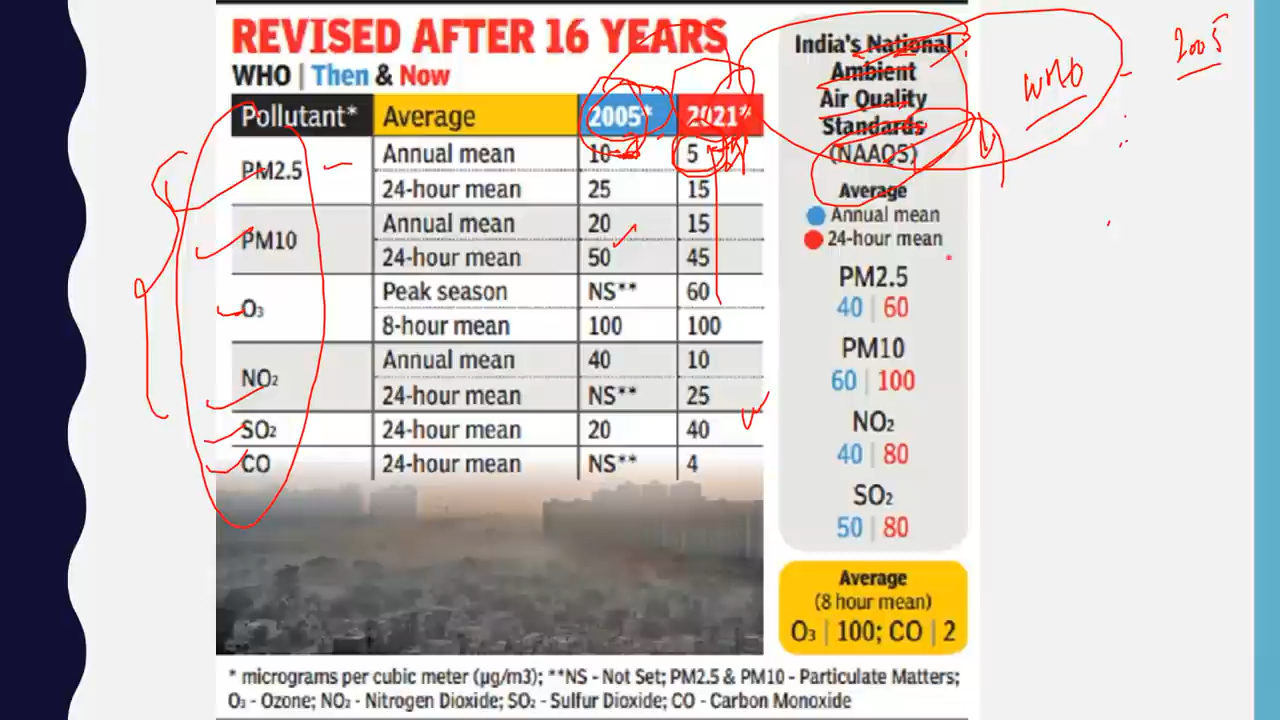 REVISED AFTER 16 YEARS
WHO | Then & Now
Pollutant* Average 2005* 2021*
PM2.5 Annual mean 10 5
24-hour mean 25 15
PM10 Annual mean 20 15
24-hour mean 50 45
O₃ Peak season NS** 60
8-hour mean 100 100
NO₂ Annual mean 40 10
24-hour mean NS** 25
SO₂ 24-hour mean 20 40
CO 24-hour mean NS** 4
India's National
Ambient
Air Quality
Standards
(NAAQS)
Average
Annual mean
24-hour mean
PM2.5
40 | 60
PM10
60 | 100
NO₂
40 | 80
SO₂
50 | 80
Average
(8 hour mean)
O₃ | 100; CO | 2
WHO
2005
* micrograms per cubic meter (µg/m3); **NS - Not Set; PM2.5 & PM10 - Particulate Matters;
O₃ - Ozone; NO₂ - Nitrogen Dioxide; SO₂ - Sulfur Dioxide; CO - Carbon Monoxide